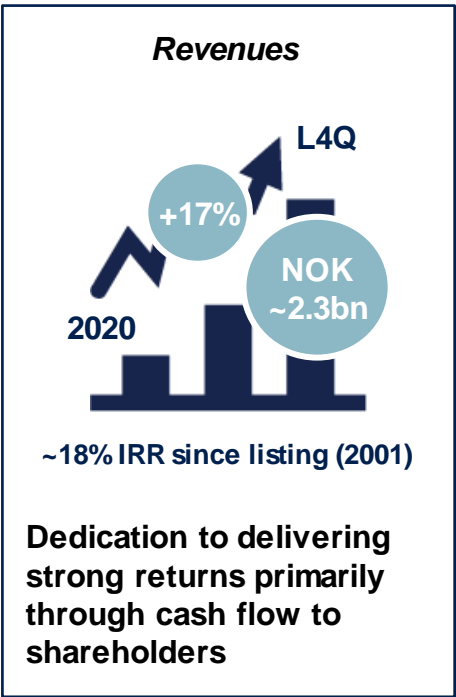 Revenues
L4Q
+17%
NOK
~2.3bn
2020
~18% IRR since listing (2001)
Dedication to delivering
strong returns primarily
through cash flow to
shareholders